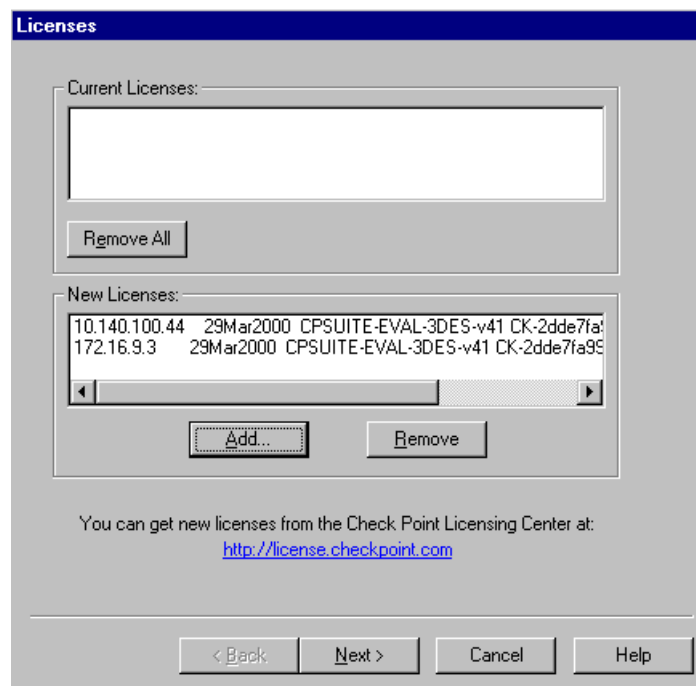 Licenses
Current Licenses:
Remove All
New Licenses:
10.140.100.44 29Mar2000 CPSUITE-EVAL-3DES-v41
172.16.9.3 29Mar2000 CPSUITE-EVAL-3DES-v41 CK-2dde7fa99
Add...
Remove
You can get new licenses from the Check Point Licensing Center at:
http://license.checkpoint.com
< Back
Next >
Cancel
Help